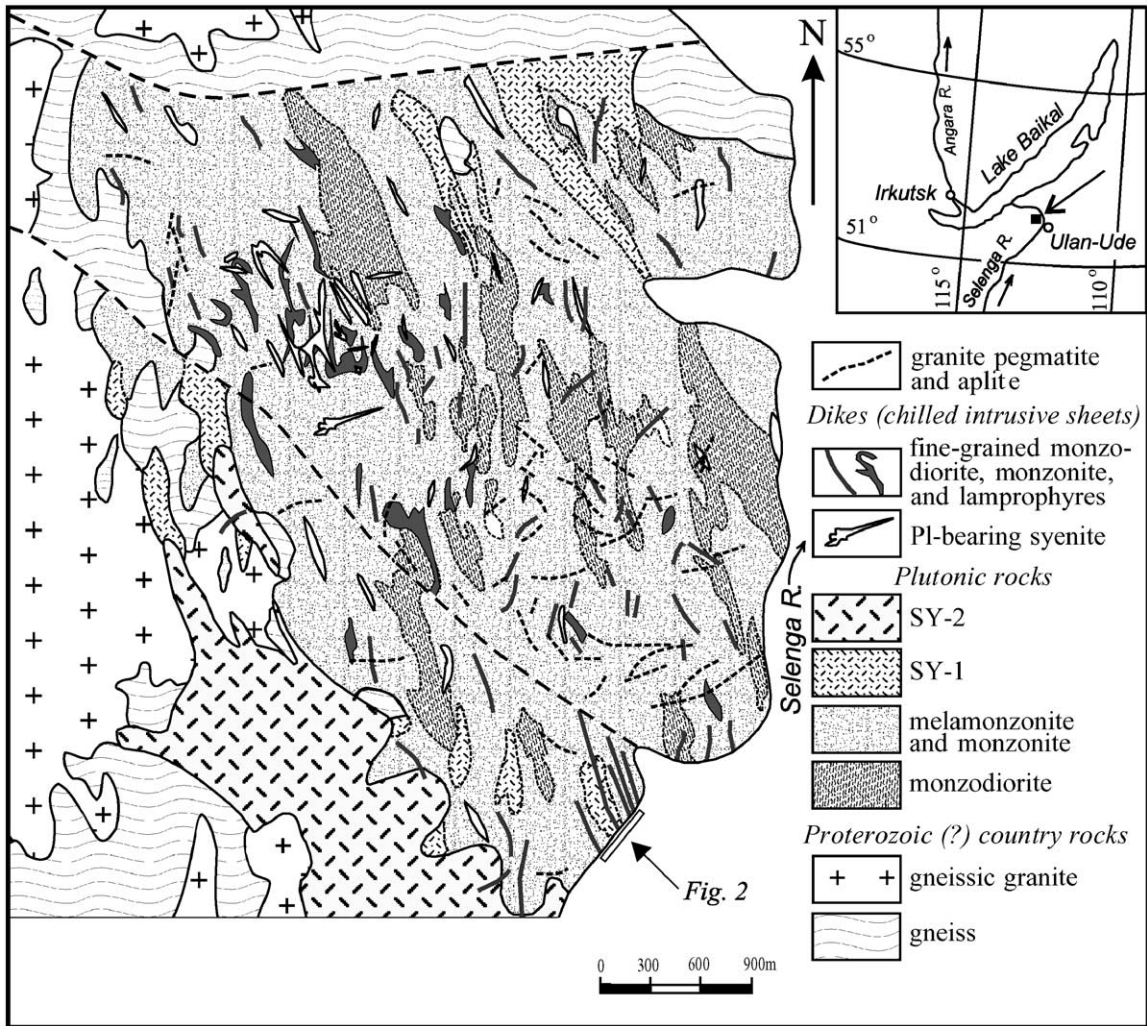 N
55°
Angara R.
Lake Baikal
Irkutsk
51°
Ulan-Ude
Selenga R.
115°
110°
granite pegmatite
and aplite
Dikes (chilled intrusive sheets)
fine-grained monzo-
diorite, monzonite,
and lamprophyres
Pl-bearing syenite
Plutonic rocks
SY-2
SY-1
melamonzonite
and monzonite
monzodiorite
Proterozoic (?) country rocks
gneissic granite
gneiss
Selenga R.
Fig. 2
0 300 600 900m